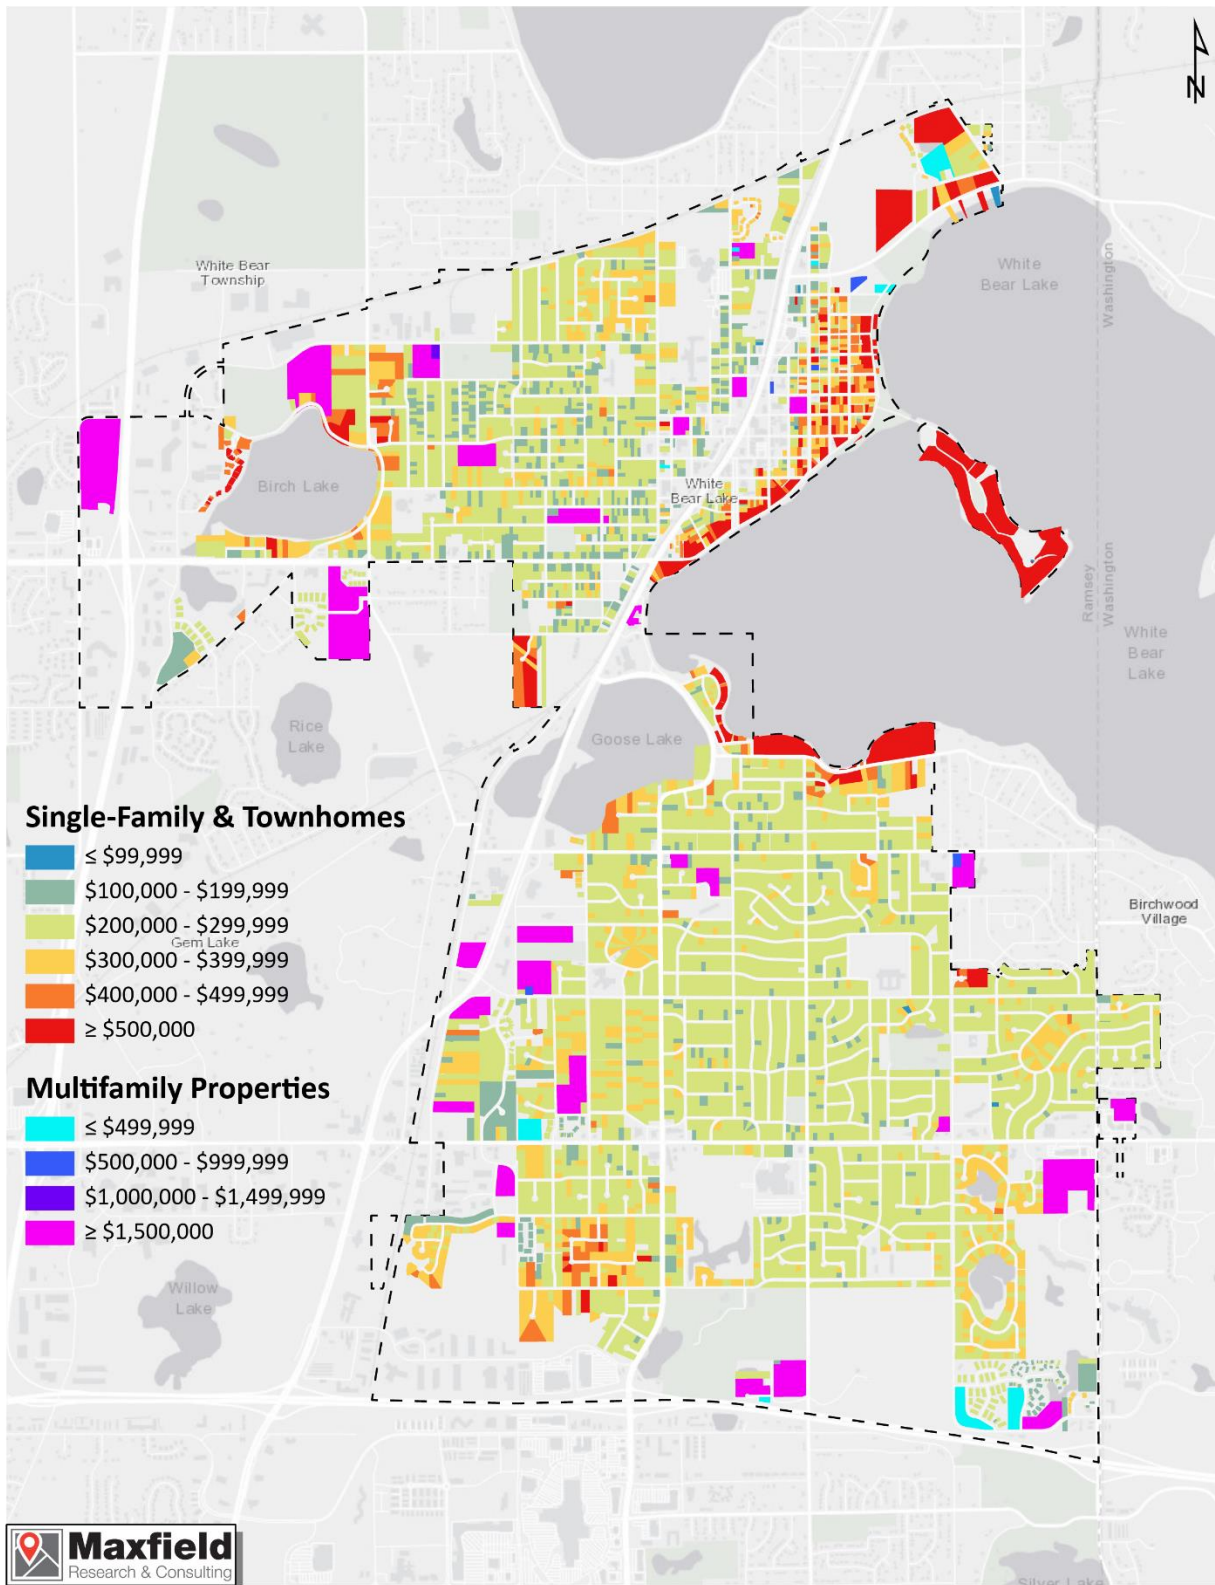 N
White Bear
Township
White
Bear Lake
Washington
Birch Lake
White
Bear Lake
Ramsey
Washington
White
Bear
Lake
Rice
Lake
Goose Lake
Single-Family & Townhomes
≤ $99,999
$100,000 - $199,999
$200,000 - $299,999
Gem Lake
$300,000 - $399,999
$400,000 - $499,999
≥ $500,000
Birchwood
Village
Multifamily Properties
≤ $499,999
$500,000 - $999,999
$1,000,000 - $1,499,999
≥ $1,500,000
Willow
Lake
Maxfield
Research & Consulting
Silver Lake